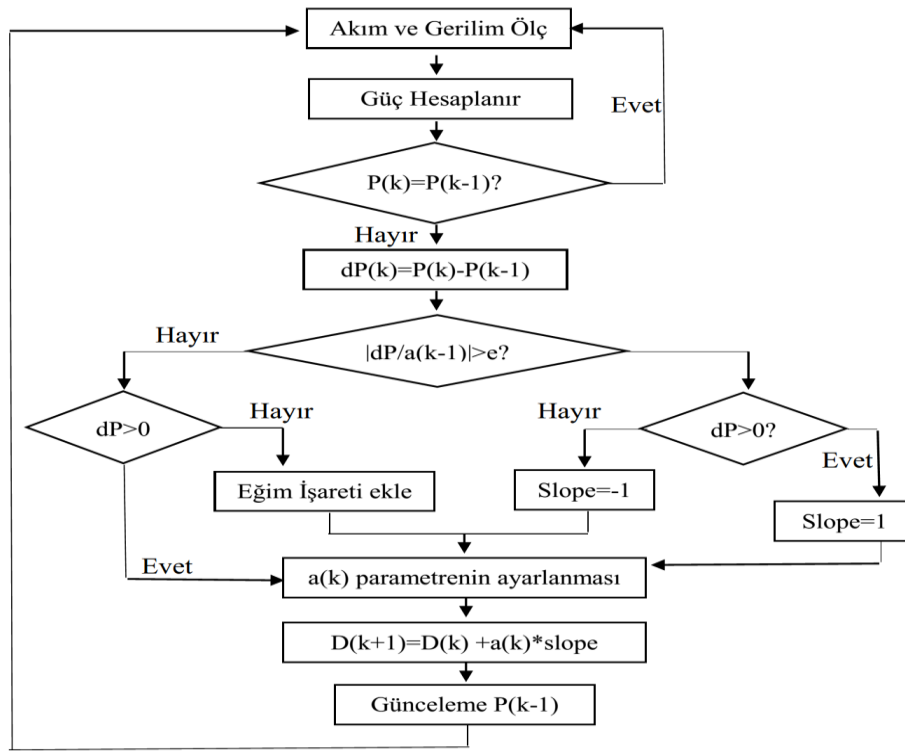 Akım ve Gerilim Ölç
Güç Hesaplanır
Evet
P(k)=P(k-1)?
Hayır
dP(k)=P(k)-P(k-1)
Hayır
|dP/a(k-1)|>e?
dP>0
Hayır
Hayır
dP>0?
Evet
Eğim İşareti ekle
Slope=-1
Slope=1
Evet
a(k) parametrenin ayarlanması
D(k+1)=D(k) +a(k)*slope
Günceleme P(k-1)